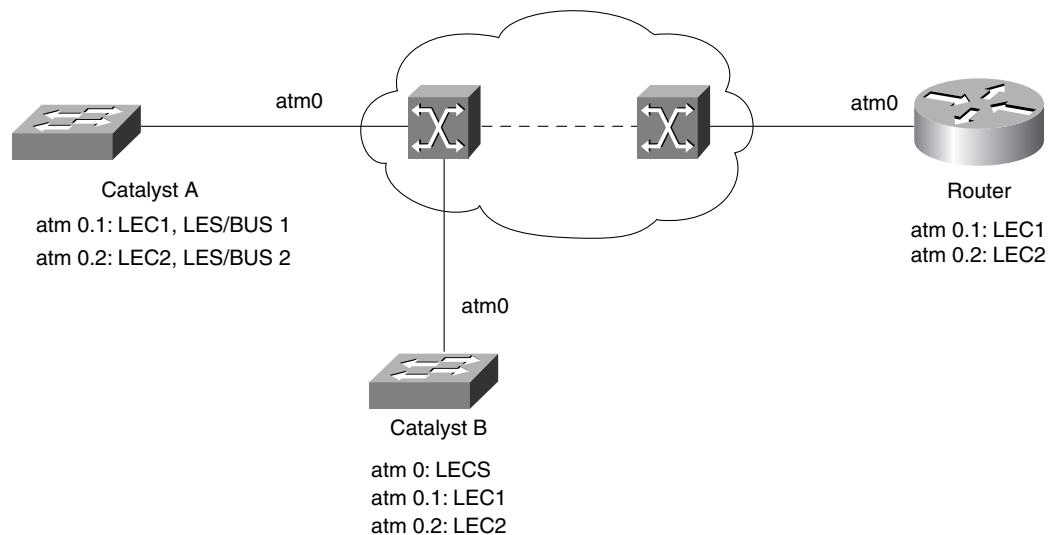 atm0
atm0
Catalyst A
atm 0.1: LEC1, LES/BUS 1
atm 0.2: LEC2, LES/BUS 2
Router
atm 0.1: LEC1
atm 0.2: LEC2
atm0
Catalyst B
atm 0: LECS
atm 0.1: LEC1
atm 0.2: LEC2